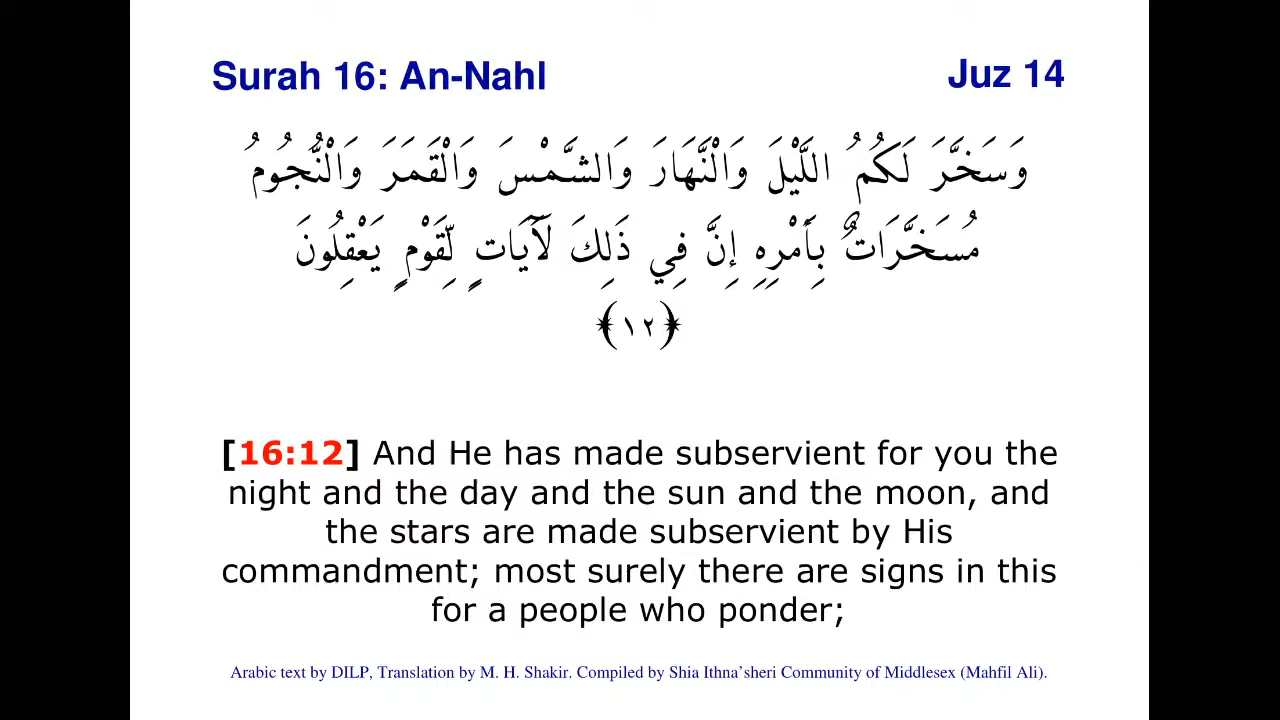 Surah 16: An-Nahl
Juz 14
وَسَخَّرَ لَكُمُ اللَّيْلَ وَالْنَّهَارَ وَالشَّمْسَ وَالْقَمَرَ وَالْنُّجُومُ
مُسَخَّرَاتٌ بِأَمْرِهِ إِنَّ فِي ذَلِكَ لَآيَاتٍ لِّقَوْمٍ يَعْقِلُونَ
﴿١٢﴾
[16:12] And He has made subservient for you the
night and the day and the sun and the moon, and
the stars are made subservient by His
commandment; most surely there are signs in this
for a people who ponder;
Arabic text by DILP, Translation by M. H. Shakir. Compiled by Shia Ithna’sheri Community of Middlesex (Mahfil Ali).